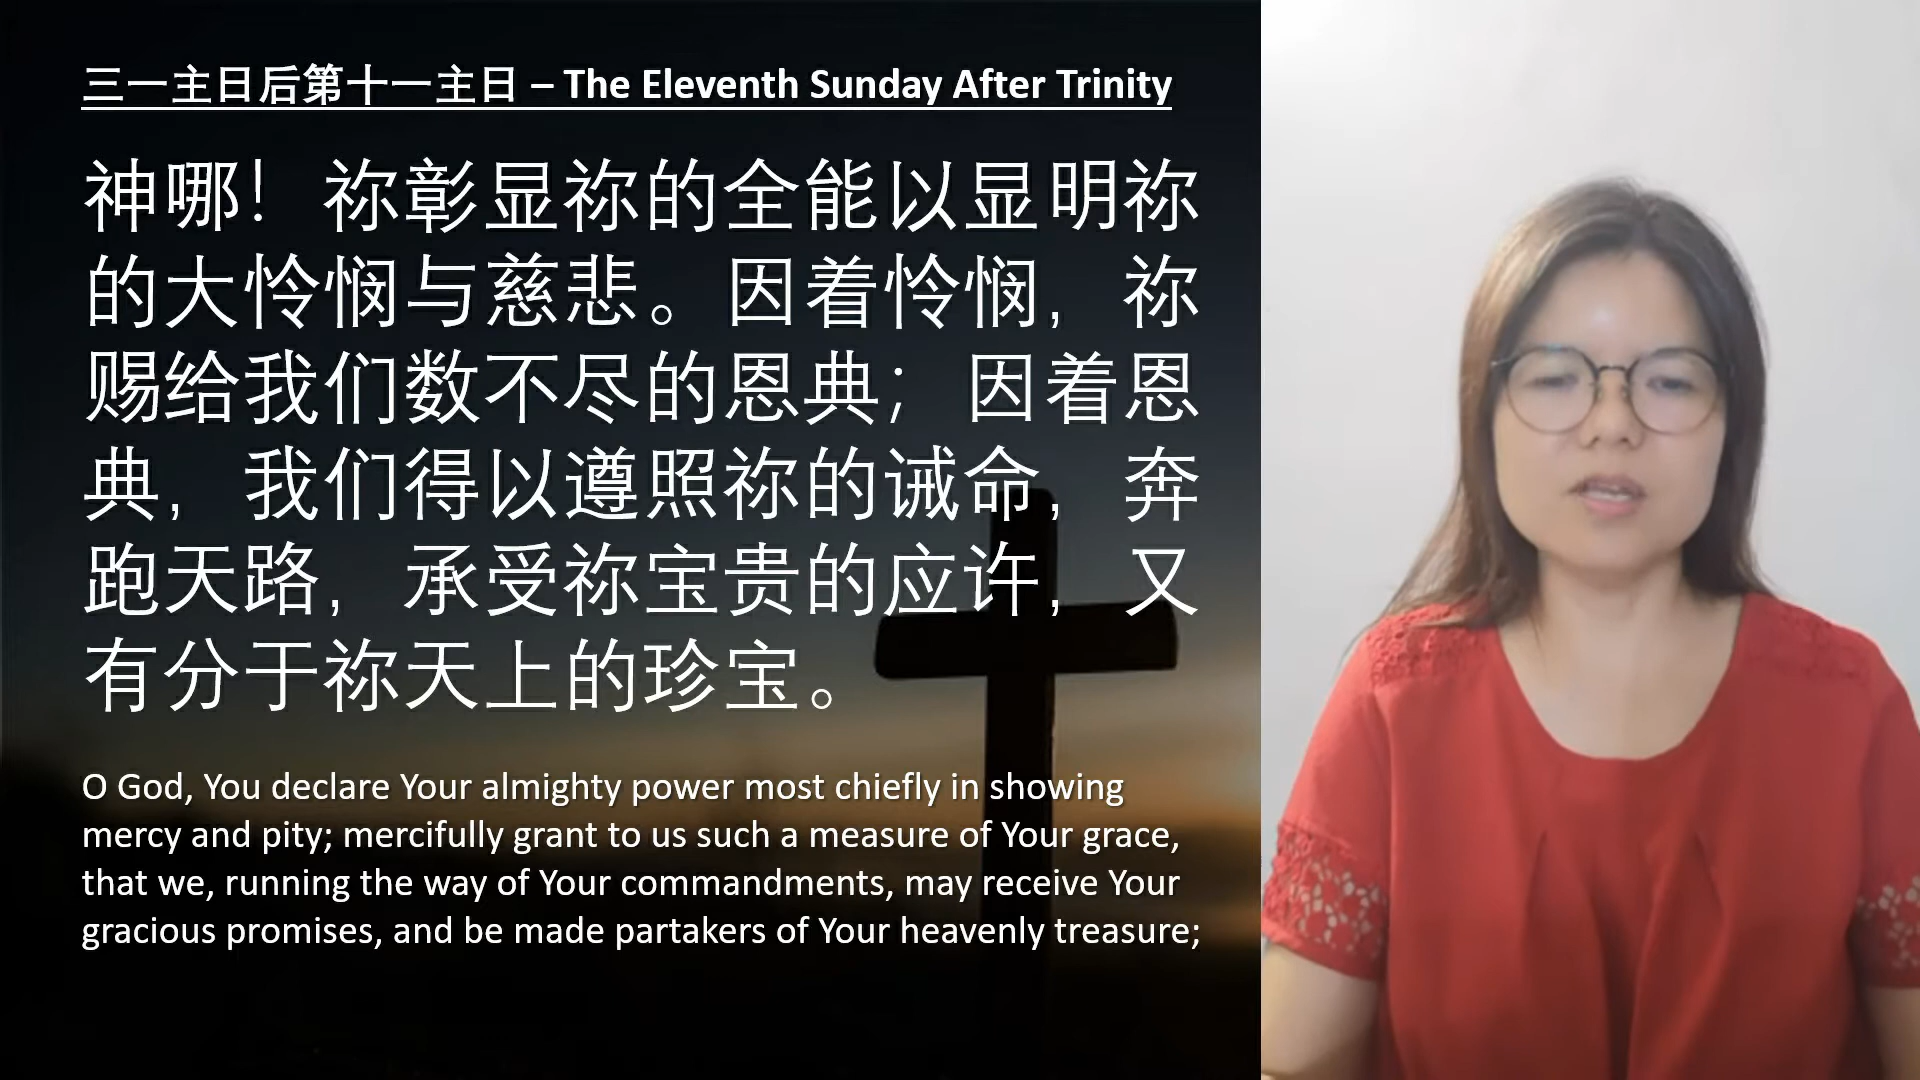 三一主日后第十一主日 – The Eleventh Sunday After Trinity
神哪！祢彰显祢的全能以显明祢
的大怜悯与慈悲。因着怜悯，祢
赐给我们数不尽的恩典；因着恩
典，我们得以遵照祢的诫命，奔
跑天路，承受祢宝贵的应许，又
有分于祢天上的珍宝。
O God, You declare Your almighty power most chiefly in showing
mercy and pity; mercifully grant to us such a measure of Your grace,
that we, running the way of Your commandments, may receive Your
gracious promises, and be made partakers of Your heavenly treasure;